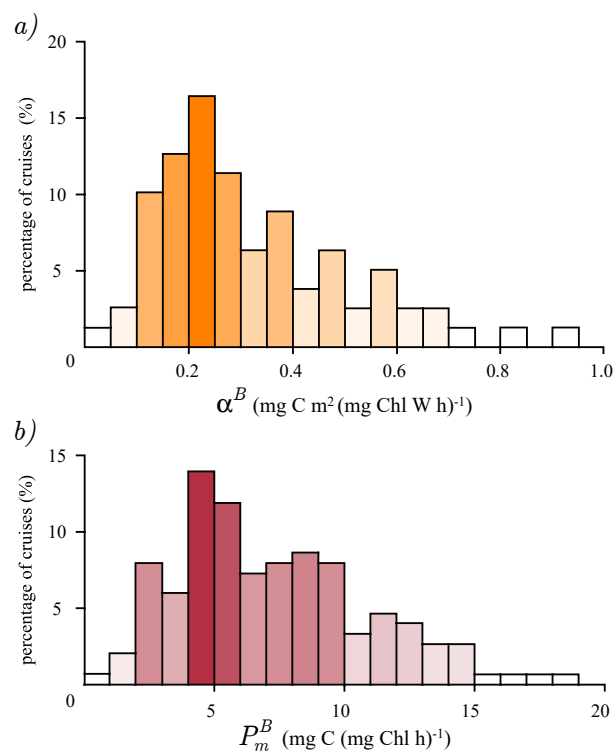 a)
20
15
10
5
0
percentage of cruises (%)
0.2 0.4 0.6 0.8 1.0
α^B (mg C m² (mg Chl W h)⁻¹
b)
15
10
5
0
percentage of cruises (%)
5 10 15 20
P_m^B (mg C (mg Chl h)⁻¹